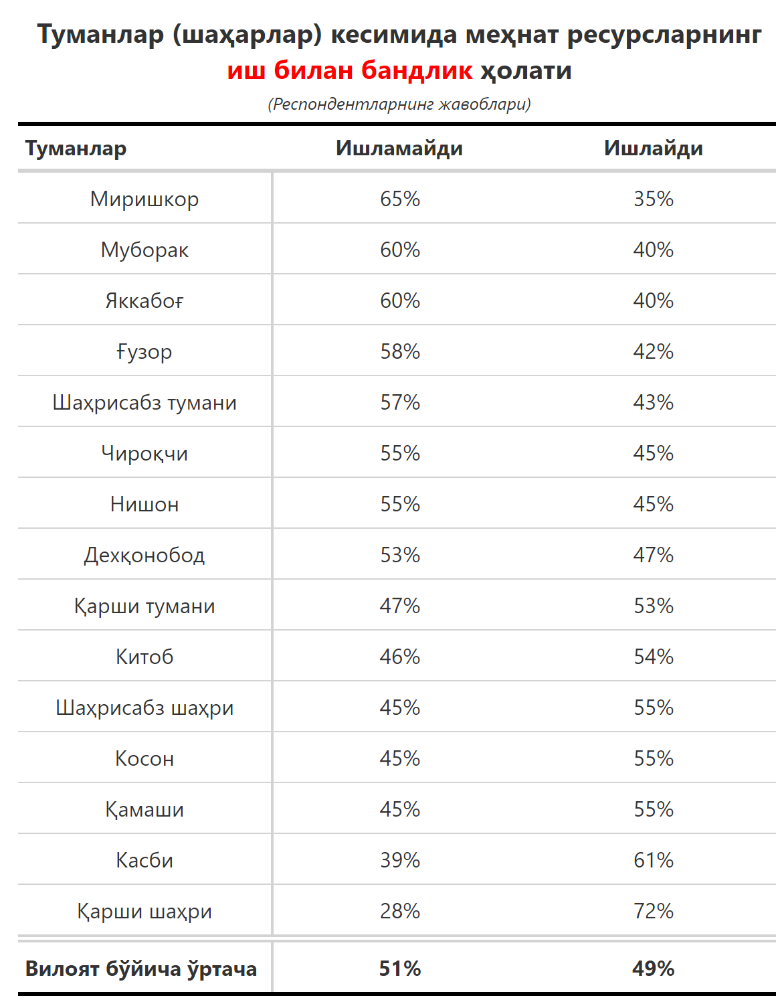 Туманлар (шаҳарлар) кесимида меҳнат ресурсларнинг
иш билан бандлик ҳолати
(Респондентларнинг жавоблари)
Туманлар Ишламайди Ишлайди
Миришкор 65% 35%
Муборак 60% 40%
Яккабоғ 60% 40%
Ғузор 58% 42%
Шаҳрисабз тумани 57% 43%
Чироқчи 55% 45%
Нишон 55% 45%
Дехқонобод 53% 47%
Қарши тумани 47% 53%
Китоб 46% 54%
Шаҳрисабз шаҳри 45% 55%
Косон 45% 55%
Қамаши 45% 55%
Касби 39% 61%
Қарши шаҳри 28% 72%
Вилоят бўйича ўртача 51% 49%